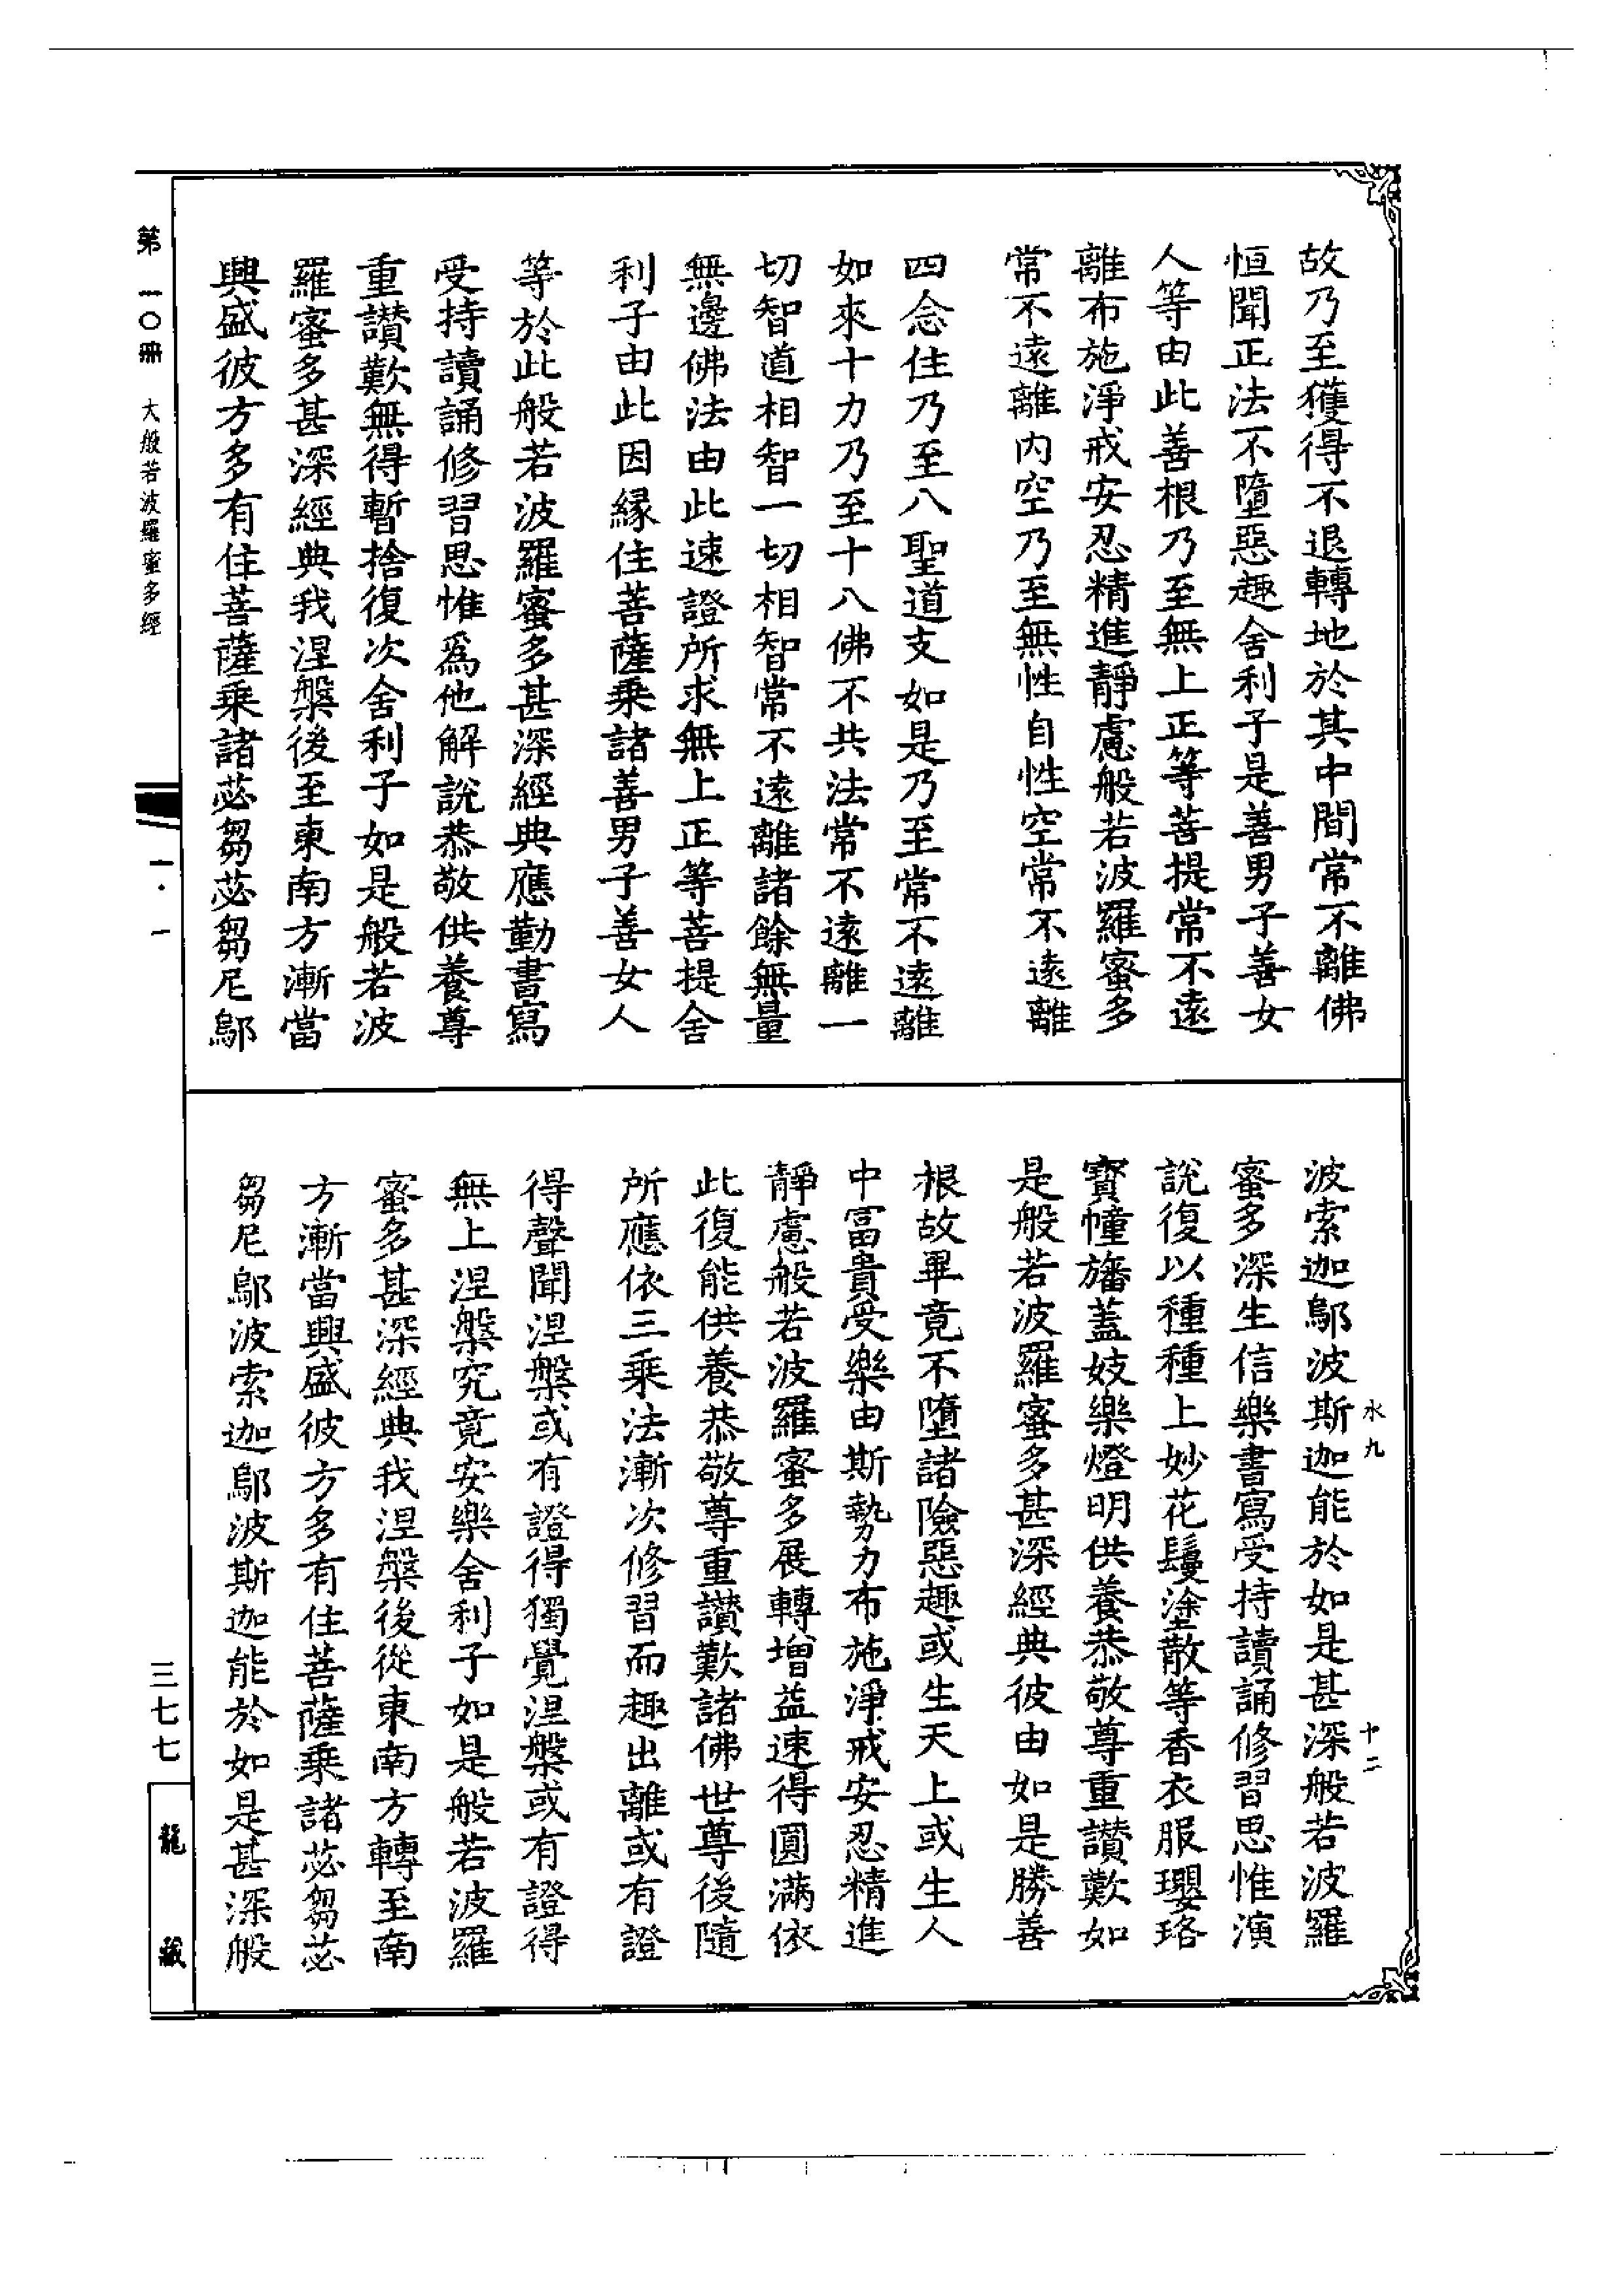 故乃至獲得不退轉地於其中間常不離佛
恒聞正法不墮惡趣舍利子是善男子善女
人等由此善根乃至無上正等菩提常不遠
離布施淨戒安忍精進靜慮般若波羅蜜多
常不遠離內空乃至無性自性空常不遠離
四念住乃至八聖道支如是乃至常不遠離
如來十力乃至十八佛不共法常不遠離一
切智道相智一切相智常不遠離諸餘無量
無邊佛法由此速證所求無上正等菩提舍
利子由此因緣住菩薩乘諸善男子善女人
等於此般若波羅蜜多甚深經典應勤書寫
受持讀誦修習思惟爲他解說恭敬供養尊
重讚歎無得暫捨復次舍利子如是般若波
羅蜜多甚深經典我涅槃後至東南方漸當
興盛彼方多有住菩薩乘諸苾芻苾芻尼鄔
波索迦鄔波斯迦能於如是甚深般若波羅
蜜多深生信樂書寫受持讀誦修習思惟演
說復以種種上妙花鬘塗散等香衣服瓔珞
寶幢旛蓋妓樂燈明供養恭敬尊重讚歎如
是般若波羅蜜多甚深經典彼由如是勝善
根故畢竟不墮諸險惡趣或生天上或生人
中富貴受樂由斯勢力布施淨戒安忍精進
靜慮般若波羅蜜多展轉增益速得圓滿依
此復能供養恭敬尊重讚歎諸佛世尊後隨
所應依三乘法漸次修習而趣出離或有證
得聲聞涅槃或有證得獨覺涅槃或有證得
無上涅槃究竟安樂舍利子如是般若波羅
蜜多甚深經典我涅槃後從東南方轉至南
方漸當興盛彼方多有住菩薩乘諸苾芻苾
芻尼鄔波索迦鄔波斯迦能於如是甚深般
水九 十二
第一〇冊 大般若波羅蜜多經
一·一
三七七
龍藏